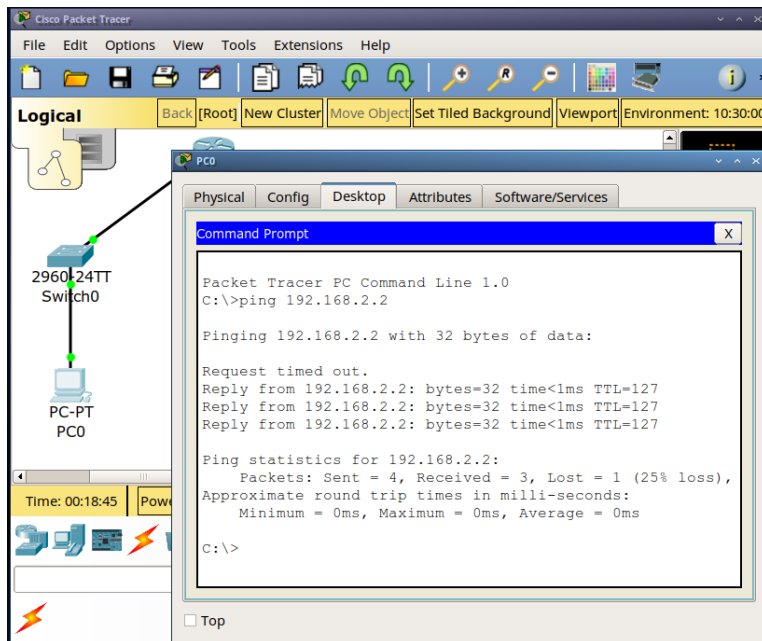 Cisco Packet Tracer
File Edit Options View Tools Extensions Help
Logical
Back [Root] New Cluster Move Object Set Tiled Background Viewport Environment: 10:30:00
PC0
Physical Config Desktop Attributes Software/Services
Command Prompt
X
Packet Tracer PC Command Line 1.0
C:\>ping 192.168.2.2
Pinging 192.168.2.2 with 32 bytes of data:
Request timed out.
Reply from 192.168.2.2: bytes=32 time<1ms TTL=127
Reply from 192.168.2.2: bytes=32 time<1ms TTL=127
Reply from 192.168.2.2: bytes=32 time<1ms TTL=127
Ping statistics for 192.168.2.2:
Packets: Sent = 4, Received = 3, Lost = 1 (25% loss),
Approximate round trip times in milli-seconds:
Minimum = 0ms, Maximum = 0ms, Average = 0ms
C:\>
Top
2960-24TT
Switch0
PC-PT
PC0
Time: 00:18:45